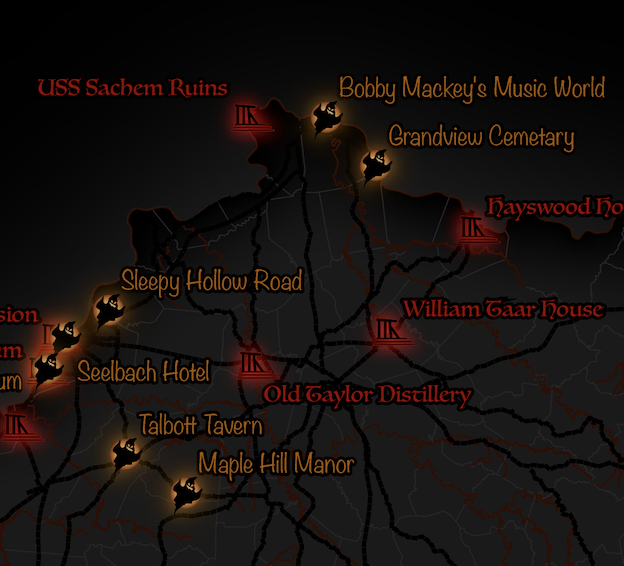 USS Sachem Ruins
Bobby Mackey's Music World
Grandview Cemetary
Hayswood Ho
Sleepy Hollow Road
sion
William Taar House
um
Seelbach Hotel
um
Old Taylor Distillery
Talbott Tavern
Maple Hill Manor